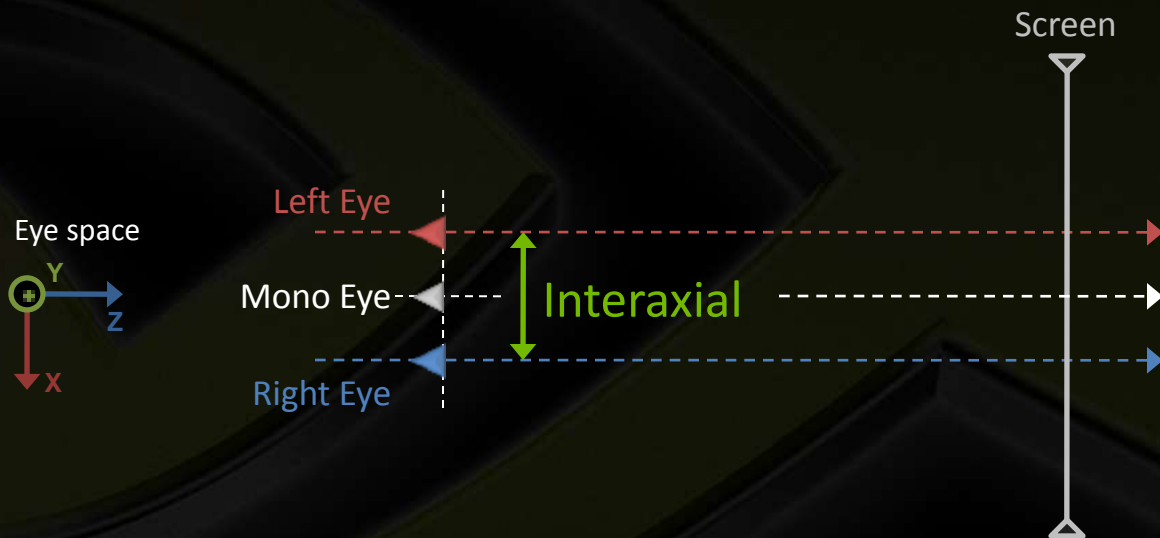 Screen
Left Eye
Eye space
Y
Mono Eye
Interaxial
Z
X
Right Eye